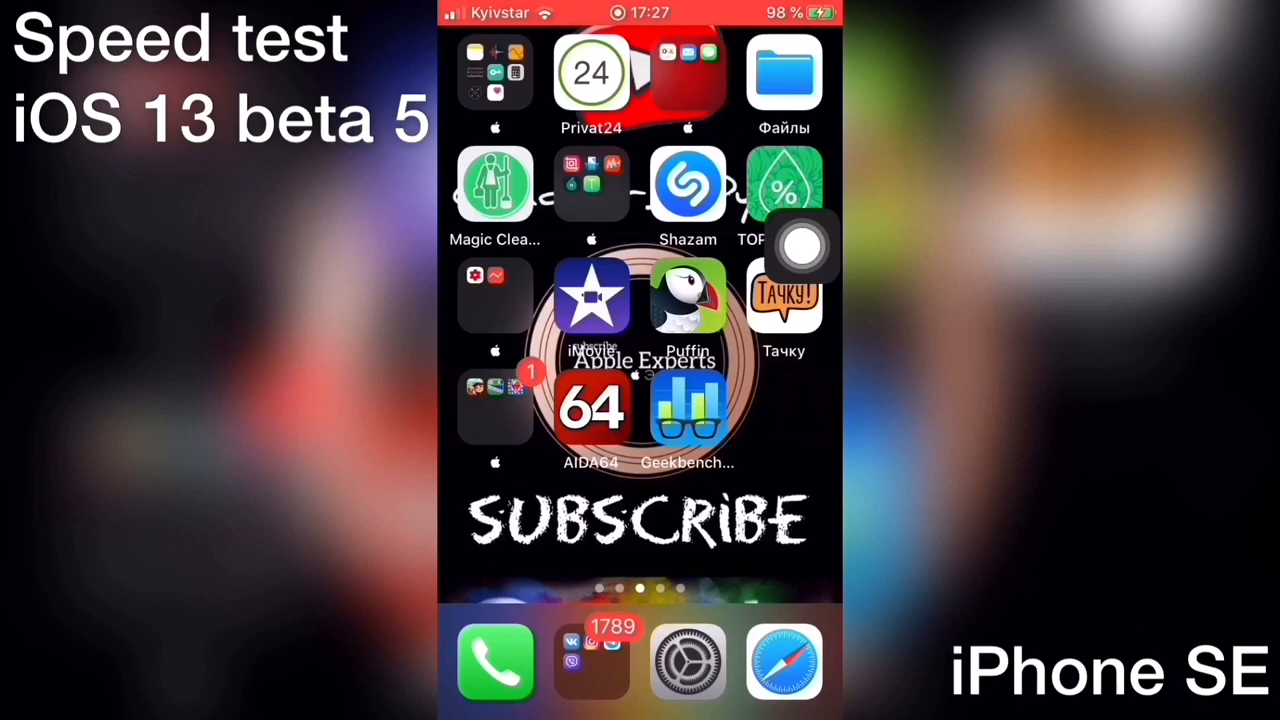 Speed test
iOS 13 beta 5
Kyivstar
17:27
98 %
24
Privat24
Файлы
%
Magic Clea...
Shazam
TOP
ТАЧКУ!
iMovie
Puffin
Тачку
subscribe
Apple Experts
1
64
AIDA64
Geekbench...
SUBSCRIBE
1789
iPhone SE